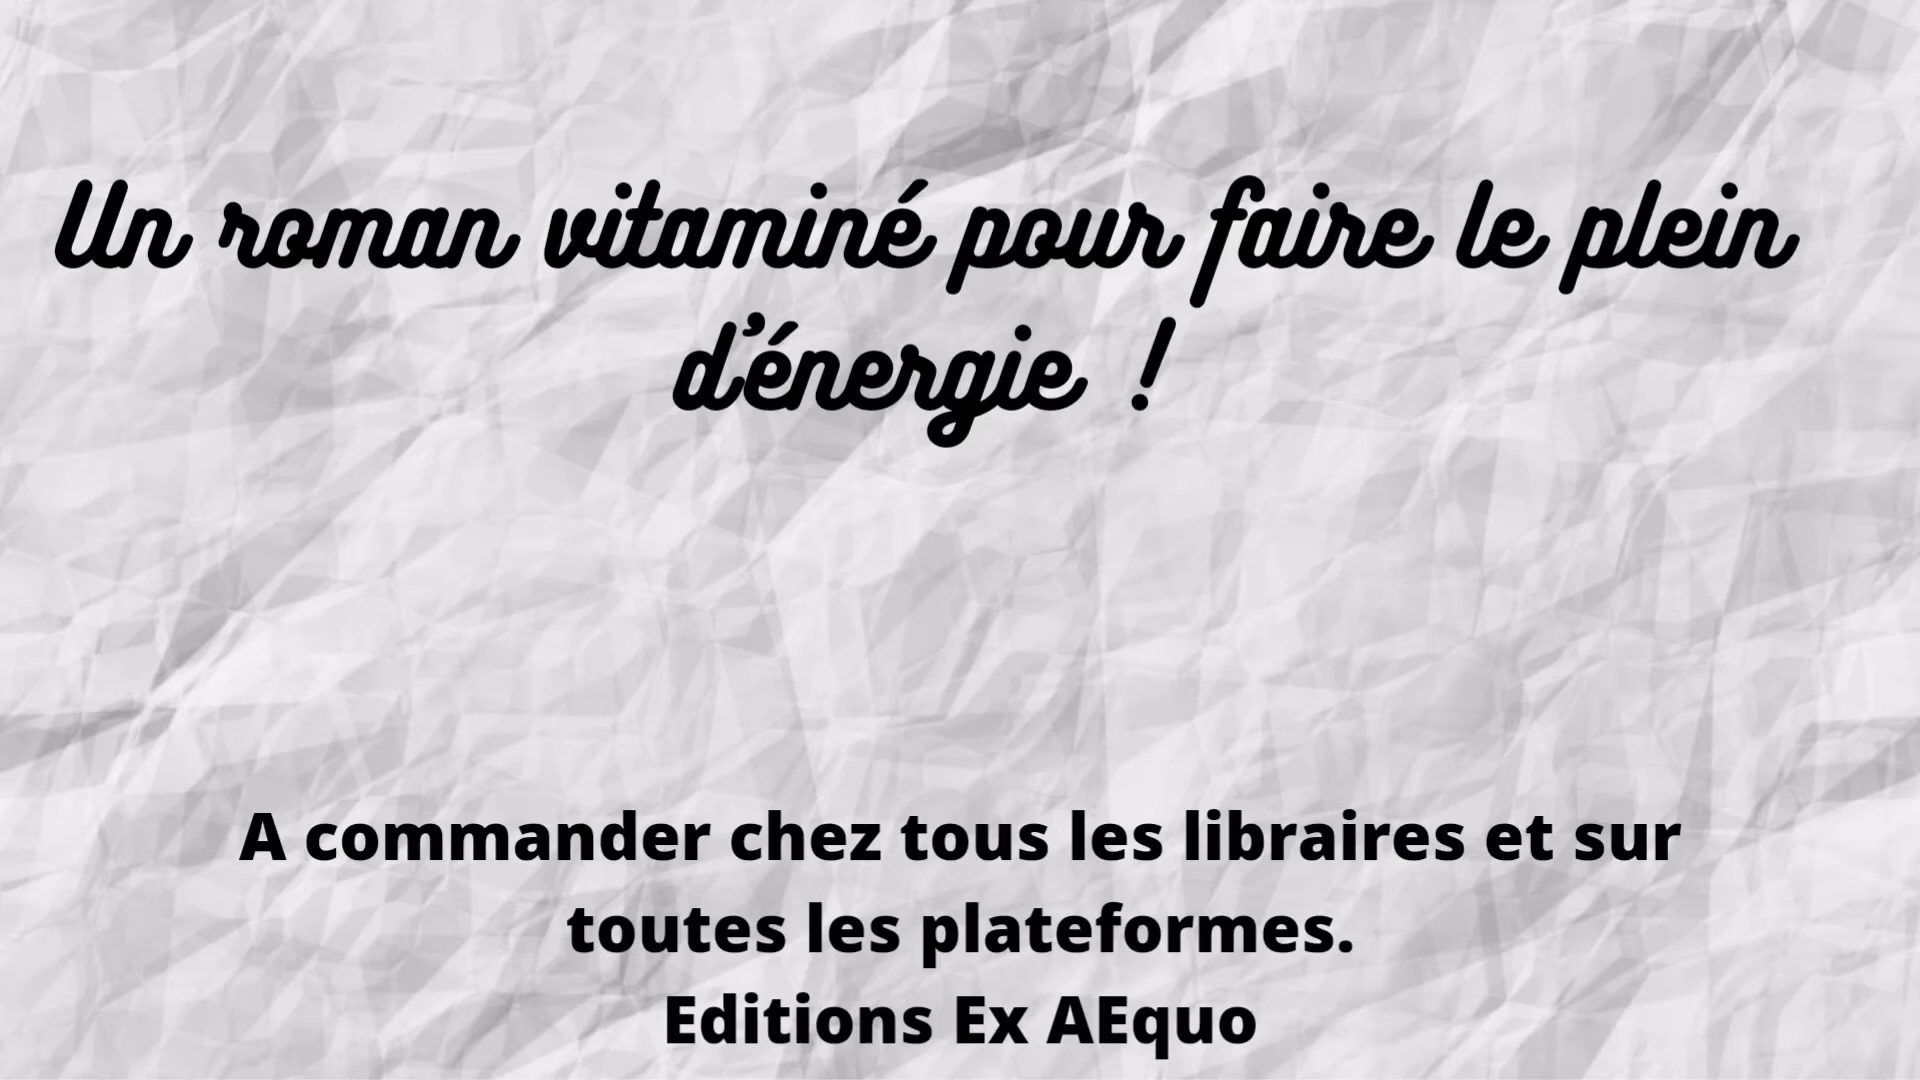 Un roman vitaminé pour faire le plein
d'énergie !
A commander chez tous les libraires et sur
toutes les plateformes.
Editions Ex AEquo